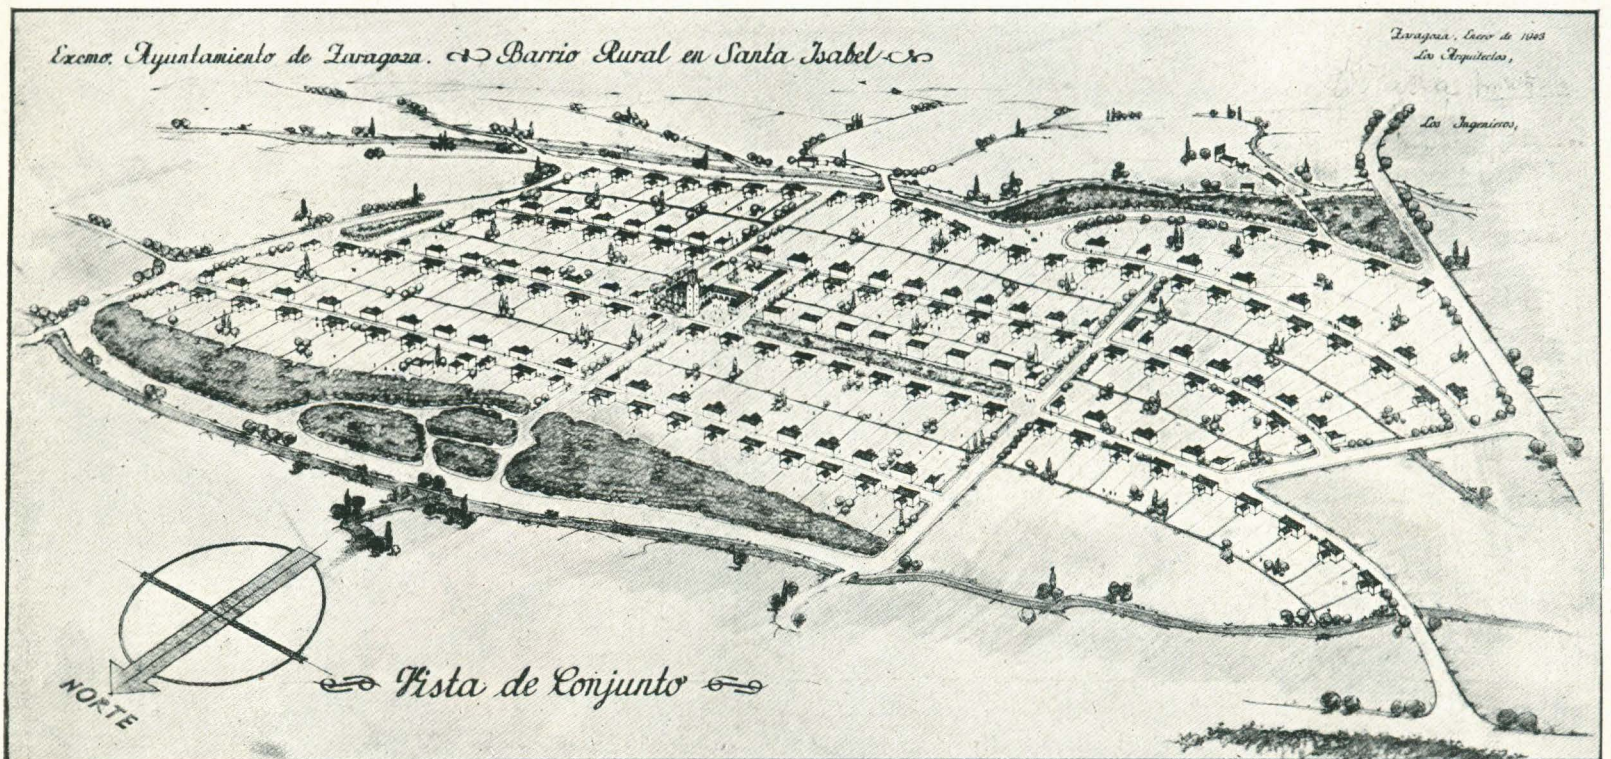 Excmo. Ayuntamiento de Zaragoza. Barrio Rural en Santa Isabel
Zaragoza, Enero de 1943
Los Arquitectos,
Los Ingenieros,
NORTE
Vista de Conjunto